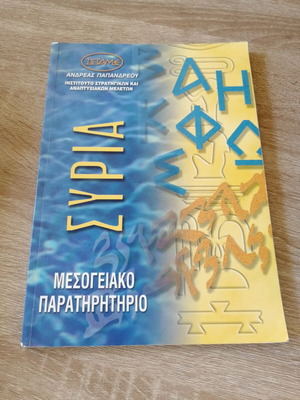 ΙΣΤΑΜΕ
ΑΝΔΡΕΑΣ ΠΑΠΑΝΔΡΕΟΥ
ΙΝΣΤΙΤΟΥΤΟ ΣΤΡΑΤΗΓΙΚΩΝ ΚΑΙ
ΑΝΑΠΤΥΞΙΑΚΩΝ ΜΕΛΕΤΩΝ
ΣΥΡΙΑ
Δ Η
Φ Ω
Σ
ΜΕΣΟΓΕΙΑΚΟ
ΠΑΡΑΤΗΡΗΤΗΡΙΟ